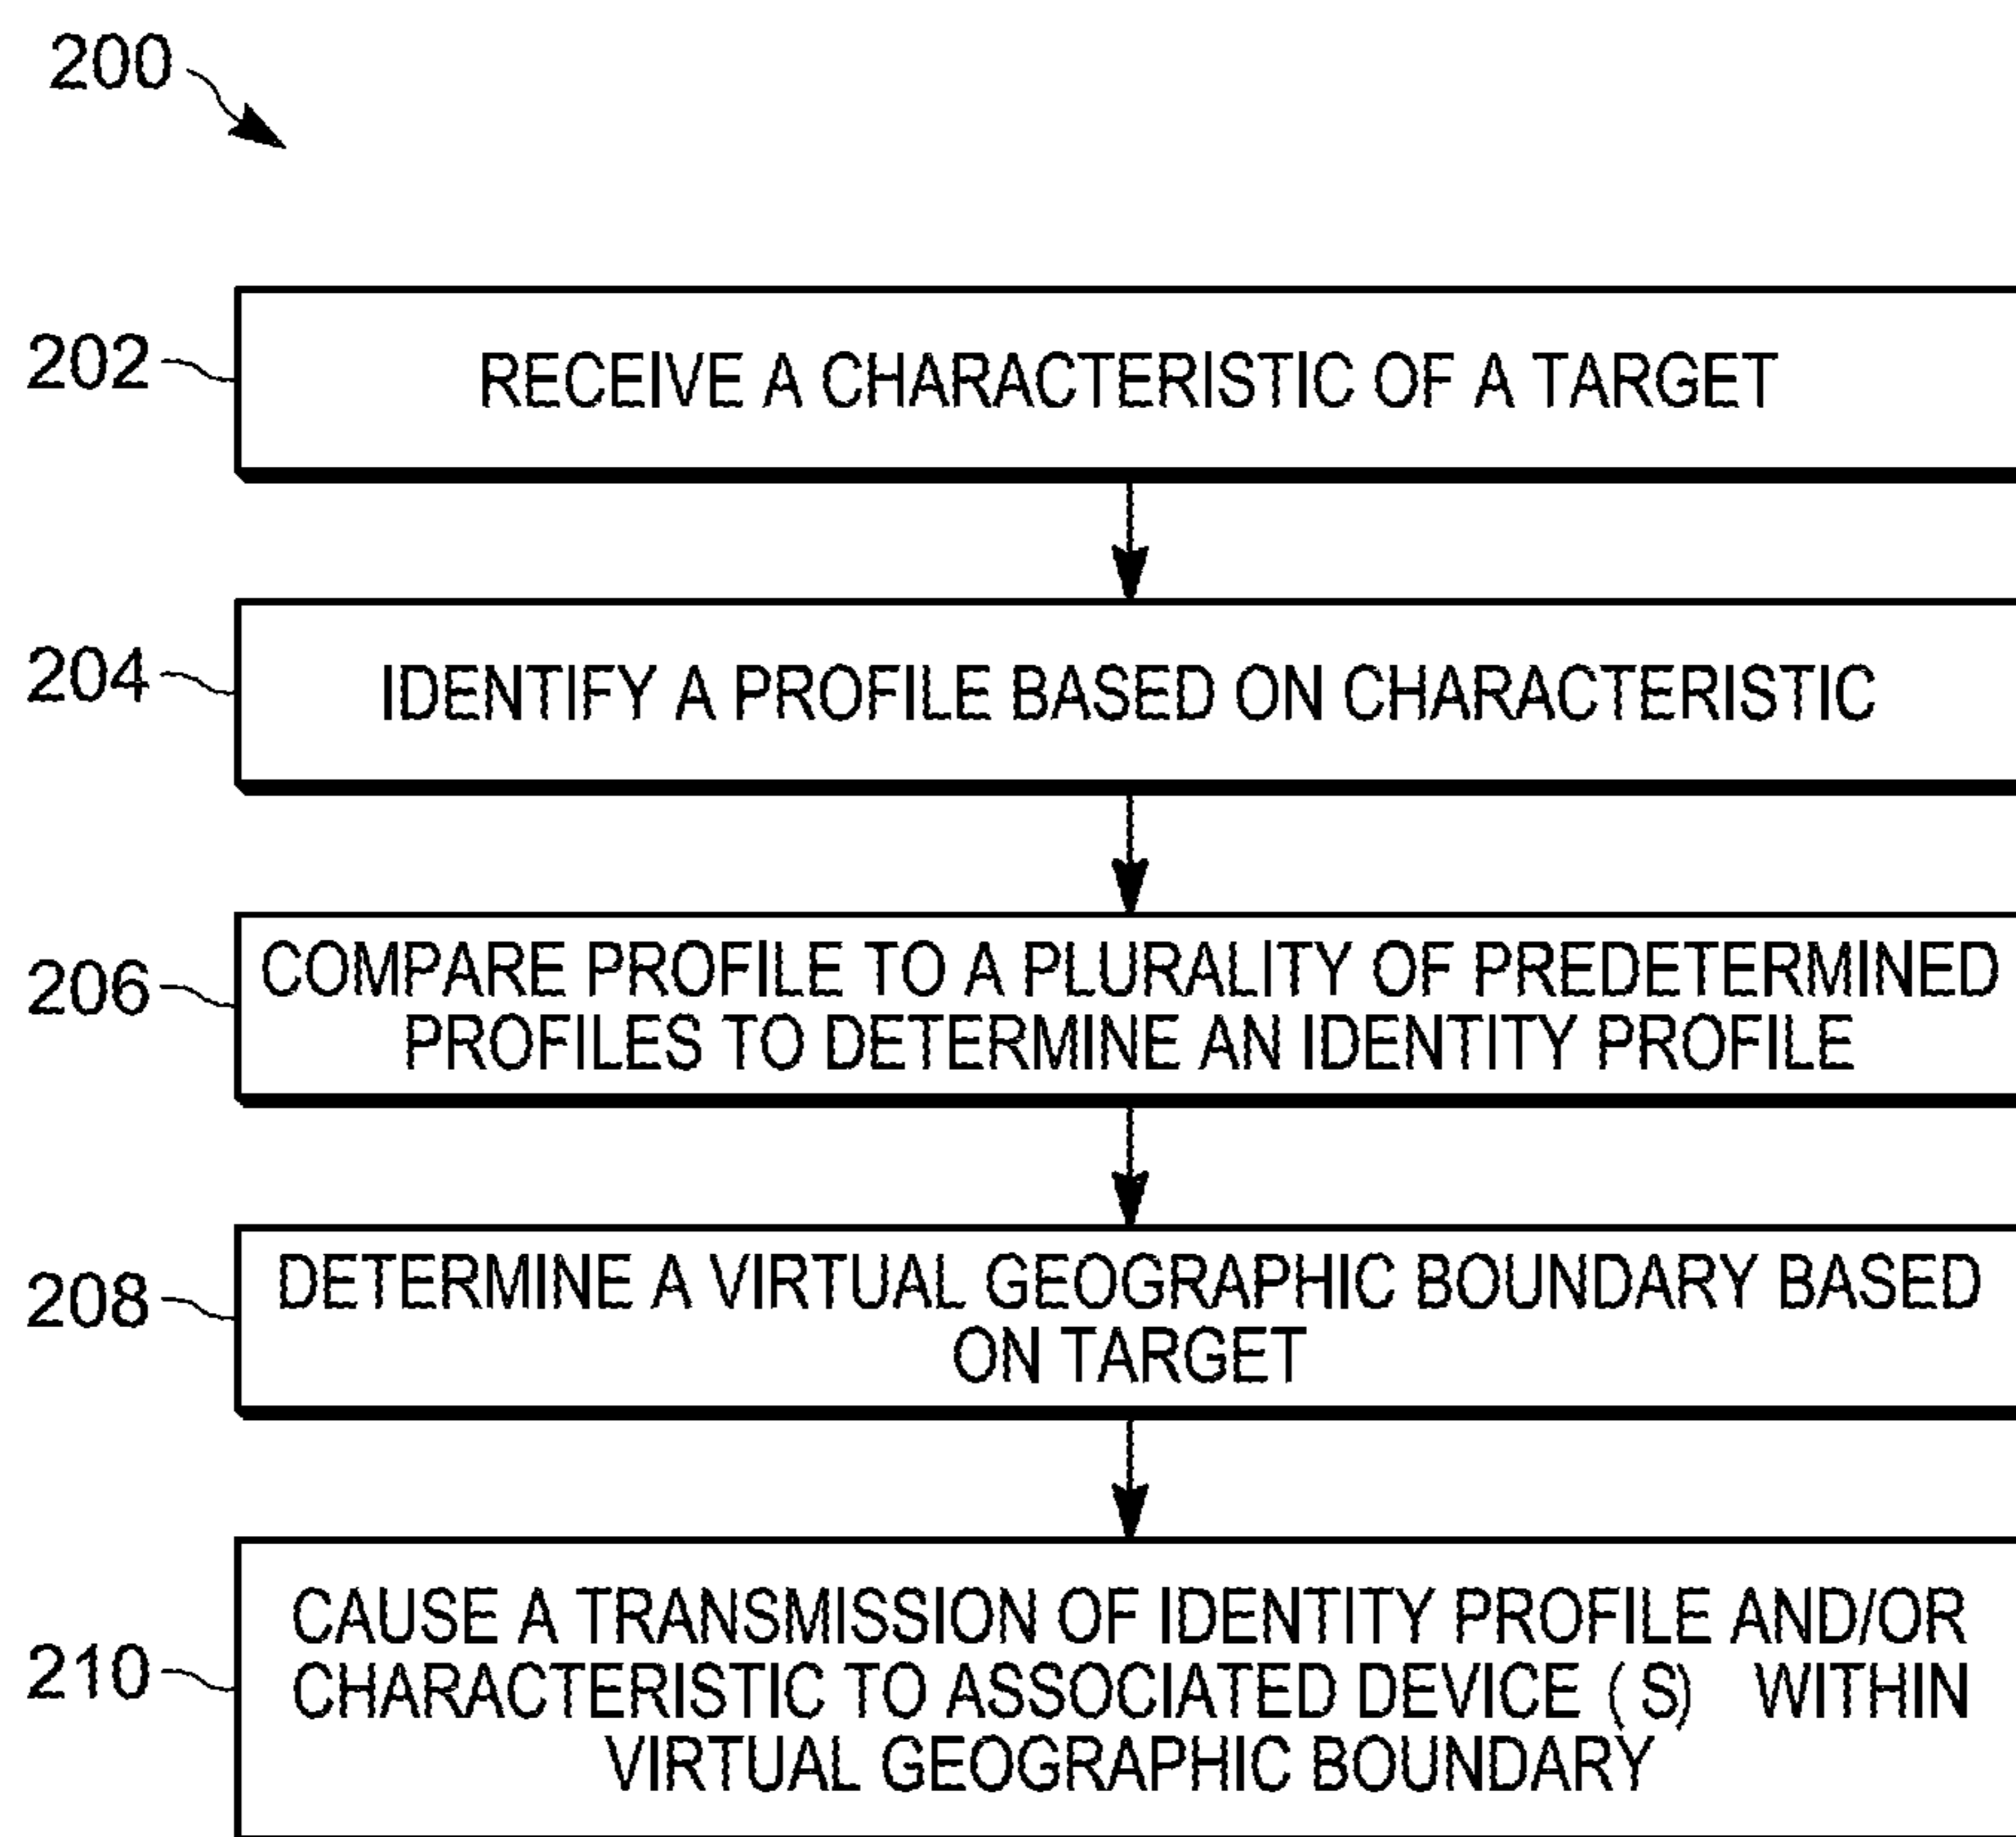 200
202
RECEIVE A CHARACTERISTIC OF A TARGET
204
IDENTIFY A PROFILE BASED ON CHARACTERISTIC
206
COMPARE PROFILE TO A PLURALITY OF PREDETERMINED
PROFILES TO DETERMINE AN IDENTITY PROFILE
208
DETERMINE A VIRTUAL GEOGRAPHIC BOUNDARY BASED
ON TARGET
210
CAUSE A TRANSMISSION OF IDENTITY PROFILE AND/OR
CHARACTERISTIC TO ASSOCIATED DEVICE (S) WITHIN
VIRTUAL GEOGRAPHIC BOUNDARY